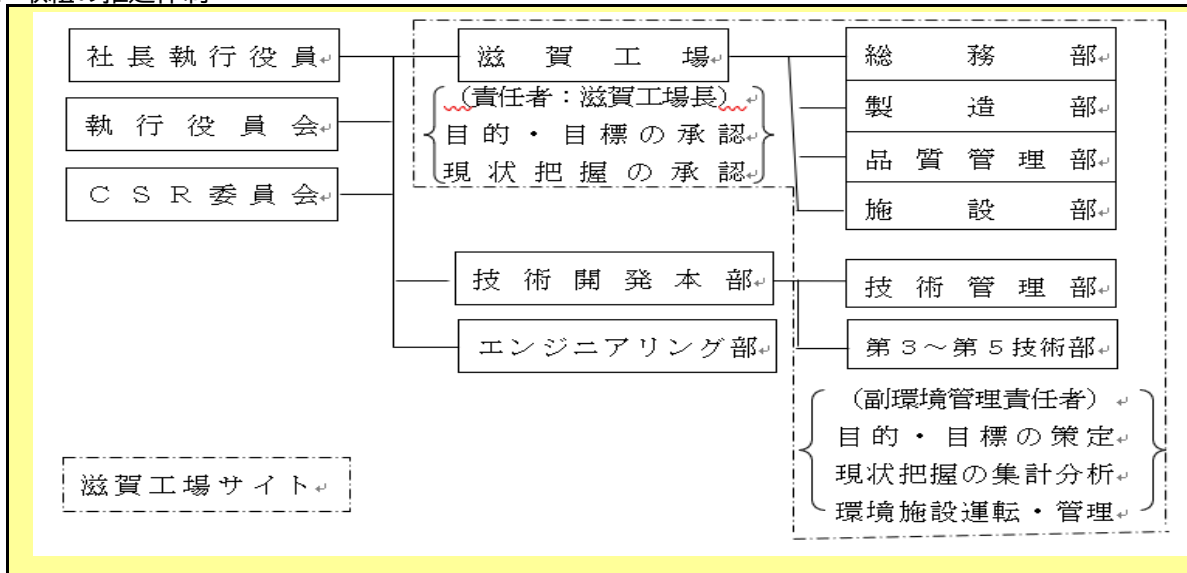 社長執行役員
執行役員会
ＣＳＲ委員会
滋賀工場
（責任者：滋賀工場長）
目的・目標の承認
現状把握の承認
総務部
製造部
品質管理部
施設部
技術開発本部
エンジニアリング部
技術管理部
第３～第５技術部
（副環境管理責任者）
目的・目標の策定
現状把握の集計分析
環境施設運転・管理
滋賀工場サイト